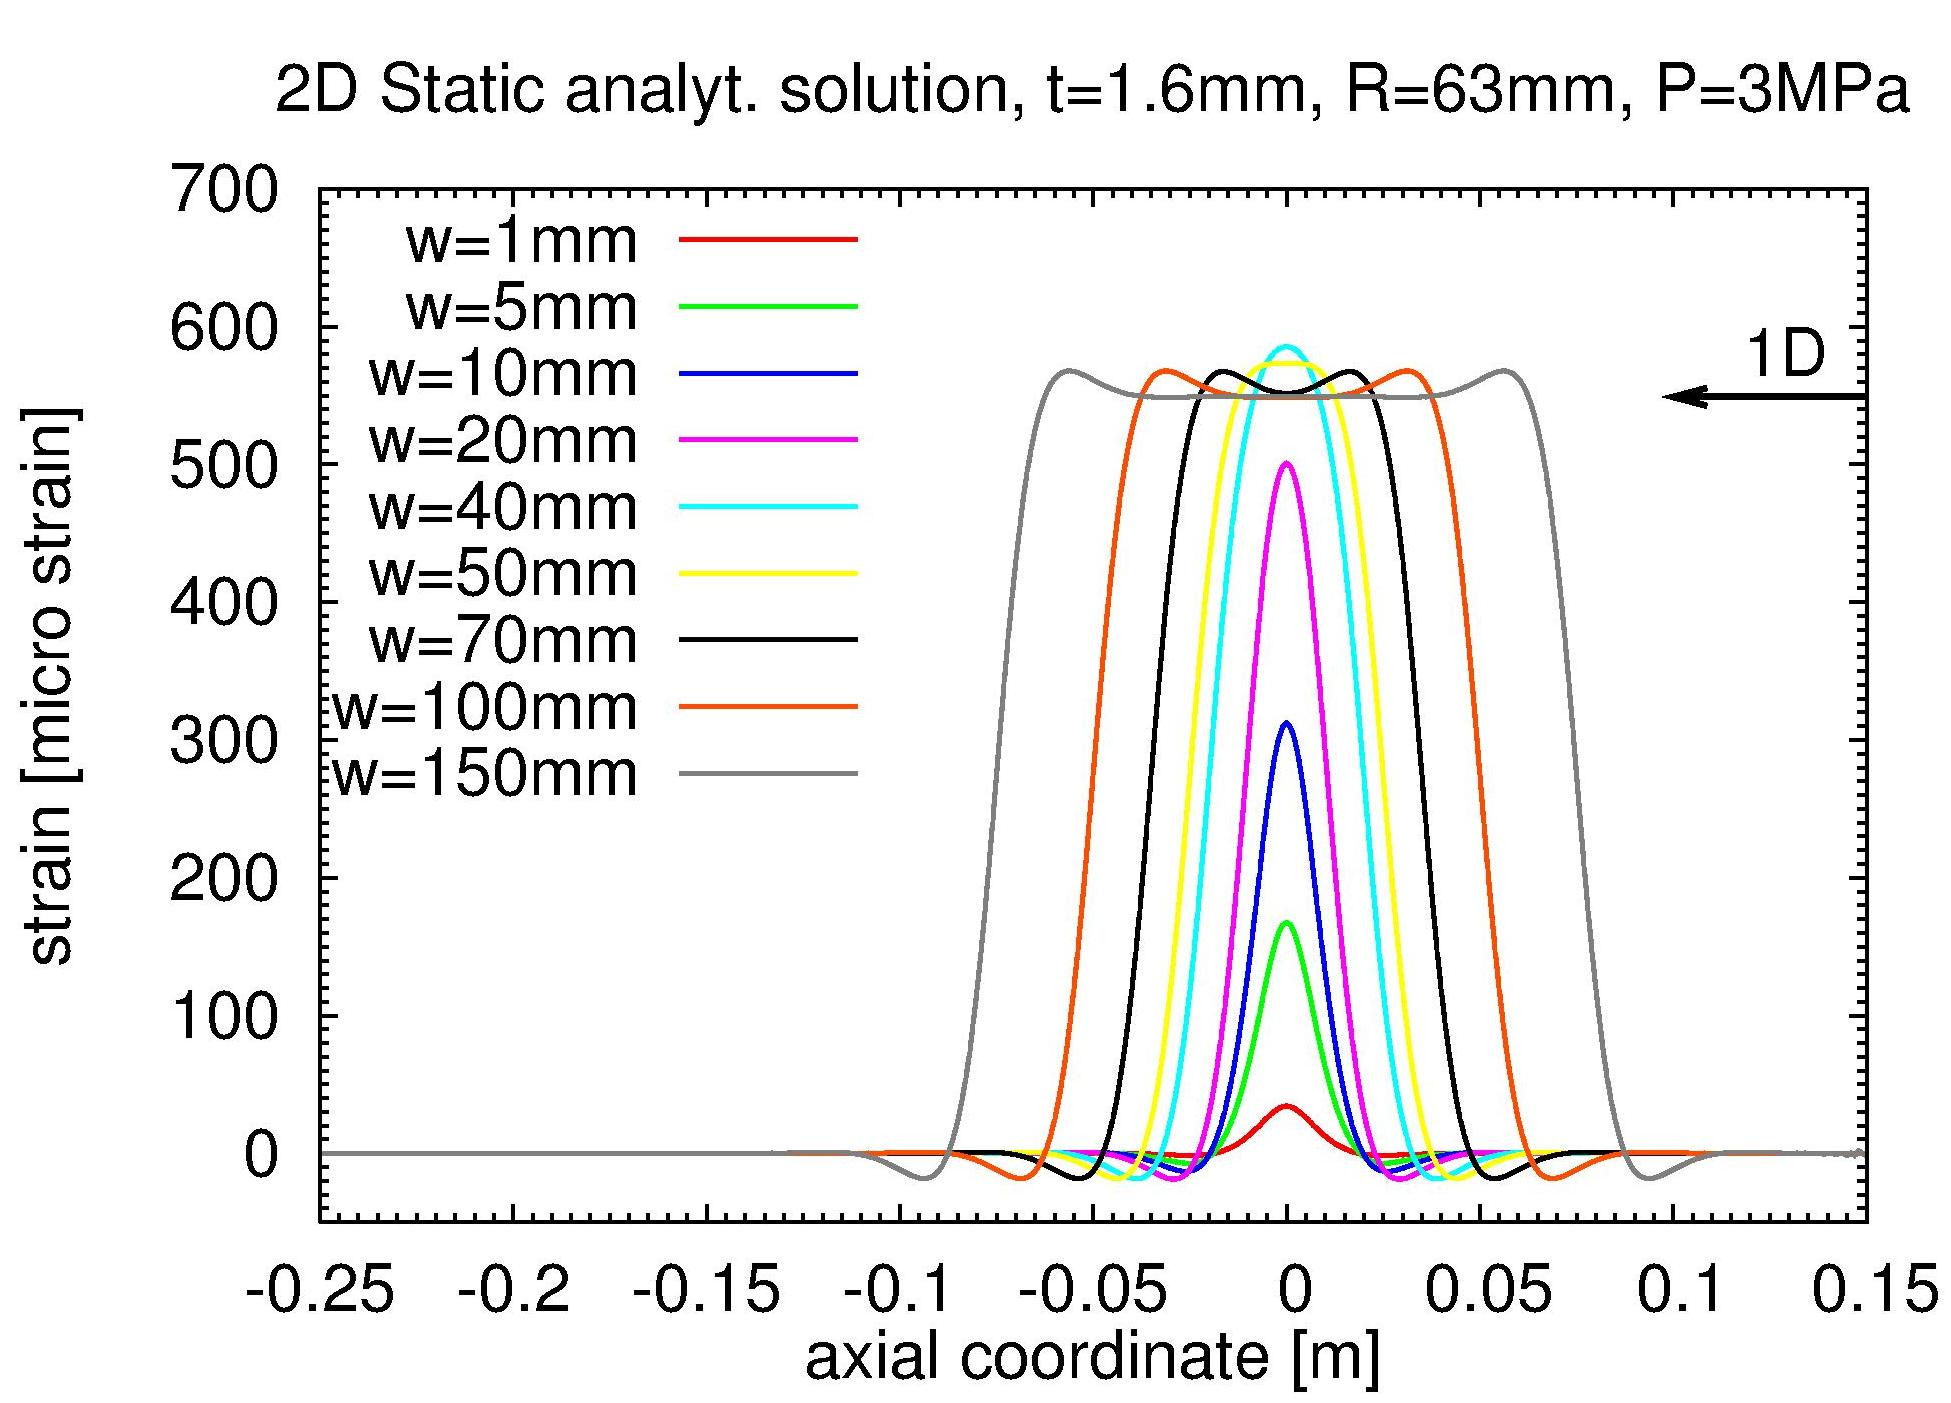 2D Static analyt. solution, t=1.6mm, R=63mm, P=3MPa
700
600
500
400
300
200
100
0
strain [micro strain]
w=1mm
w=5mm
w=10mm
w=20mm
w=40mm
w=50mm
w=70mm
w=100mm
w=150mm
1D
-0.25 -0.2 -0.15 -0.1 -0.05 0 0.05 0.1 0.15
axial coordinate [m]